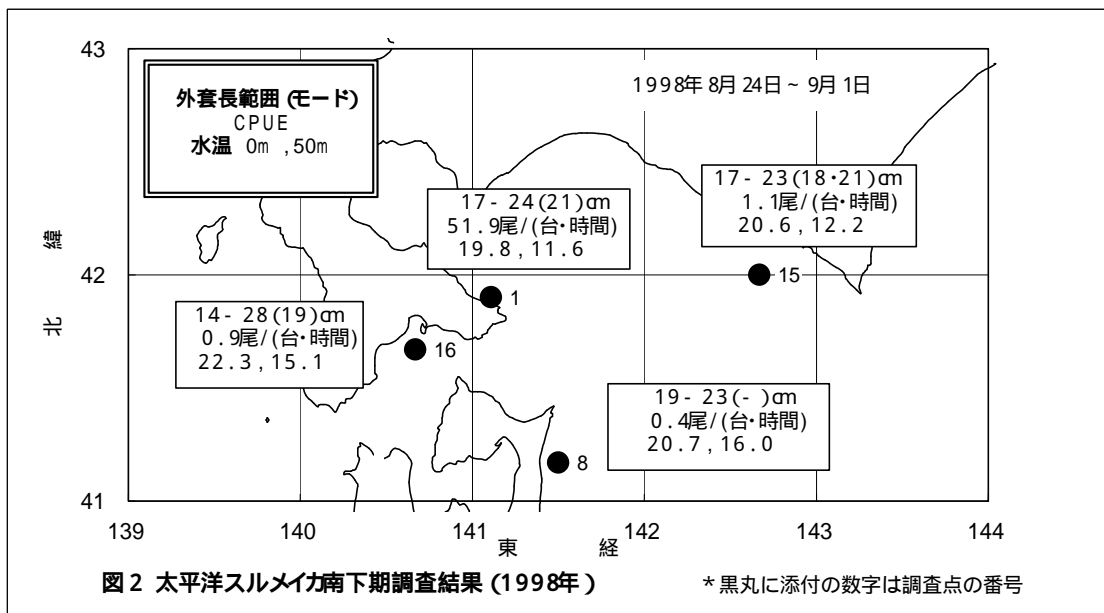 43
1998年 8月 24日 ~ 9月 1日
外套長範囲 (モード)
CPUE
水温 0m ,50m
17- 23(18・21)cm
1.1尾/(台・時間)
20.6 , 12.2
17- 24(21)cm
51.9尾/(台・時間)
19.8 , 11.6
北 緯
42
15
1
14- 28(19)cm
0.9尾/(台・時間)
22.3 , 15.1
16
19- 23(- )cm
0.4尾/(台・時間)
20.7 , 16.0
8
41
139 140 141 142 143 144
東 経
図 2 太平洋スルメイカ南下期調査結果 (1998年 )
*黒丸に添付の数字は調査点の番号